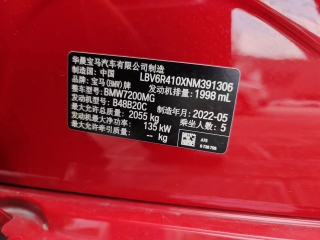 华晨宝马汽车有限公司制造
制造国: 中国 LBV6R410XNM391306
品牌: 宝马(BMW)牌 发动机排量: 1998 mL
整车型号: BMW7200MG
发动机型号: B48B20C 制造年月: 2022-05
最大允许总质量: 2055 kg 乘坐人数: 5
发动机最大净功率: 135 kW
最大允许牵引质量: -- kg